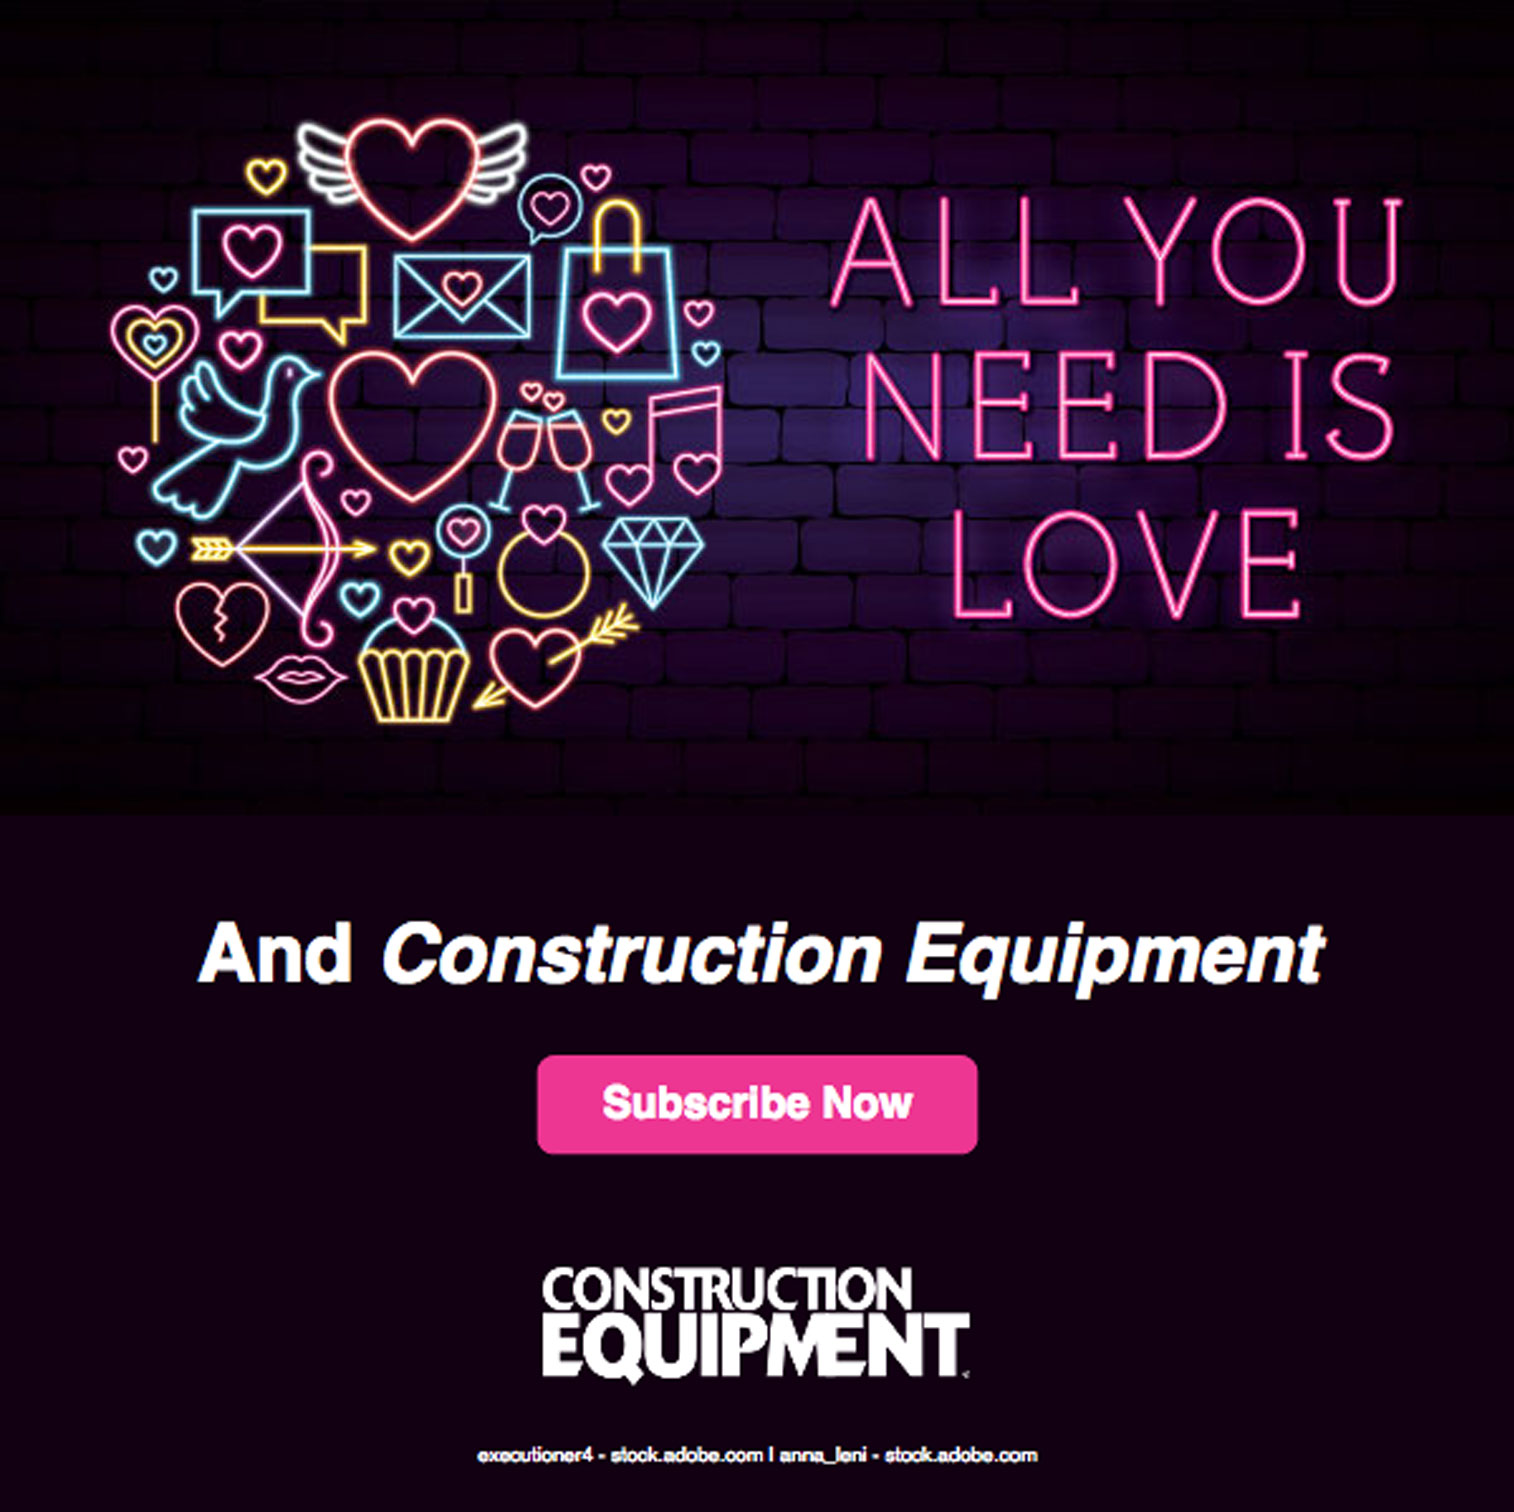 ALL YOU
NEED IS
LOVE
And Construction Equipment
Subscribe Now
CONSTRUCTION
EQUIPMENT
executioner4 - stock.adobe.com | anna_leni - stock.adobe.com